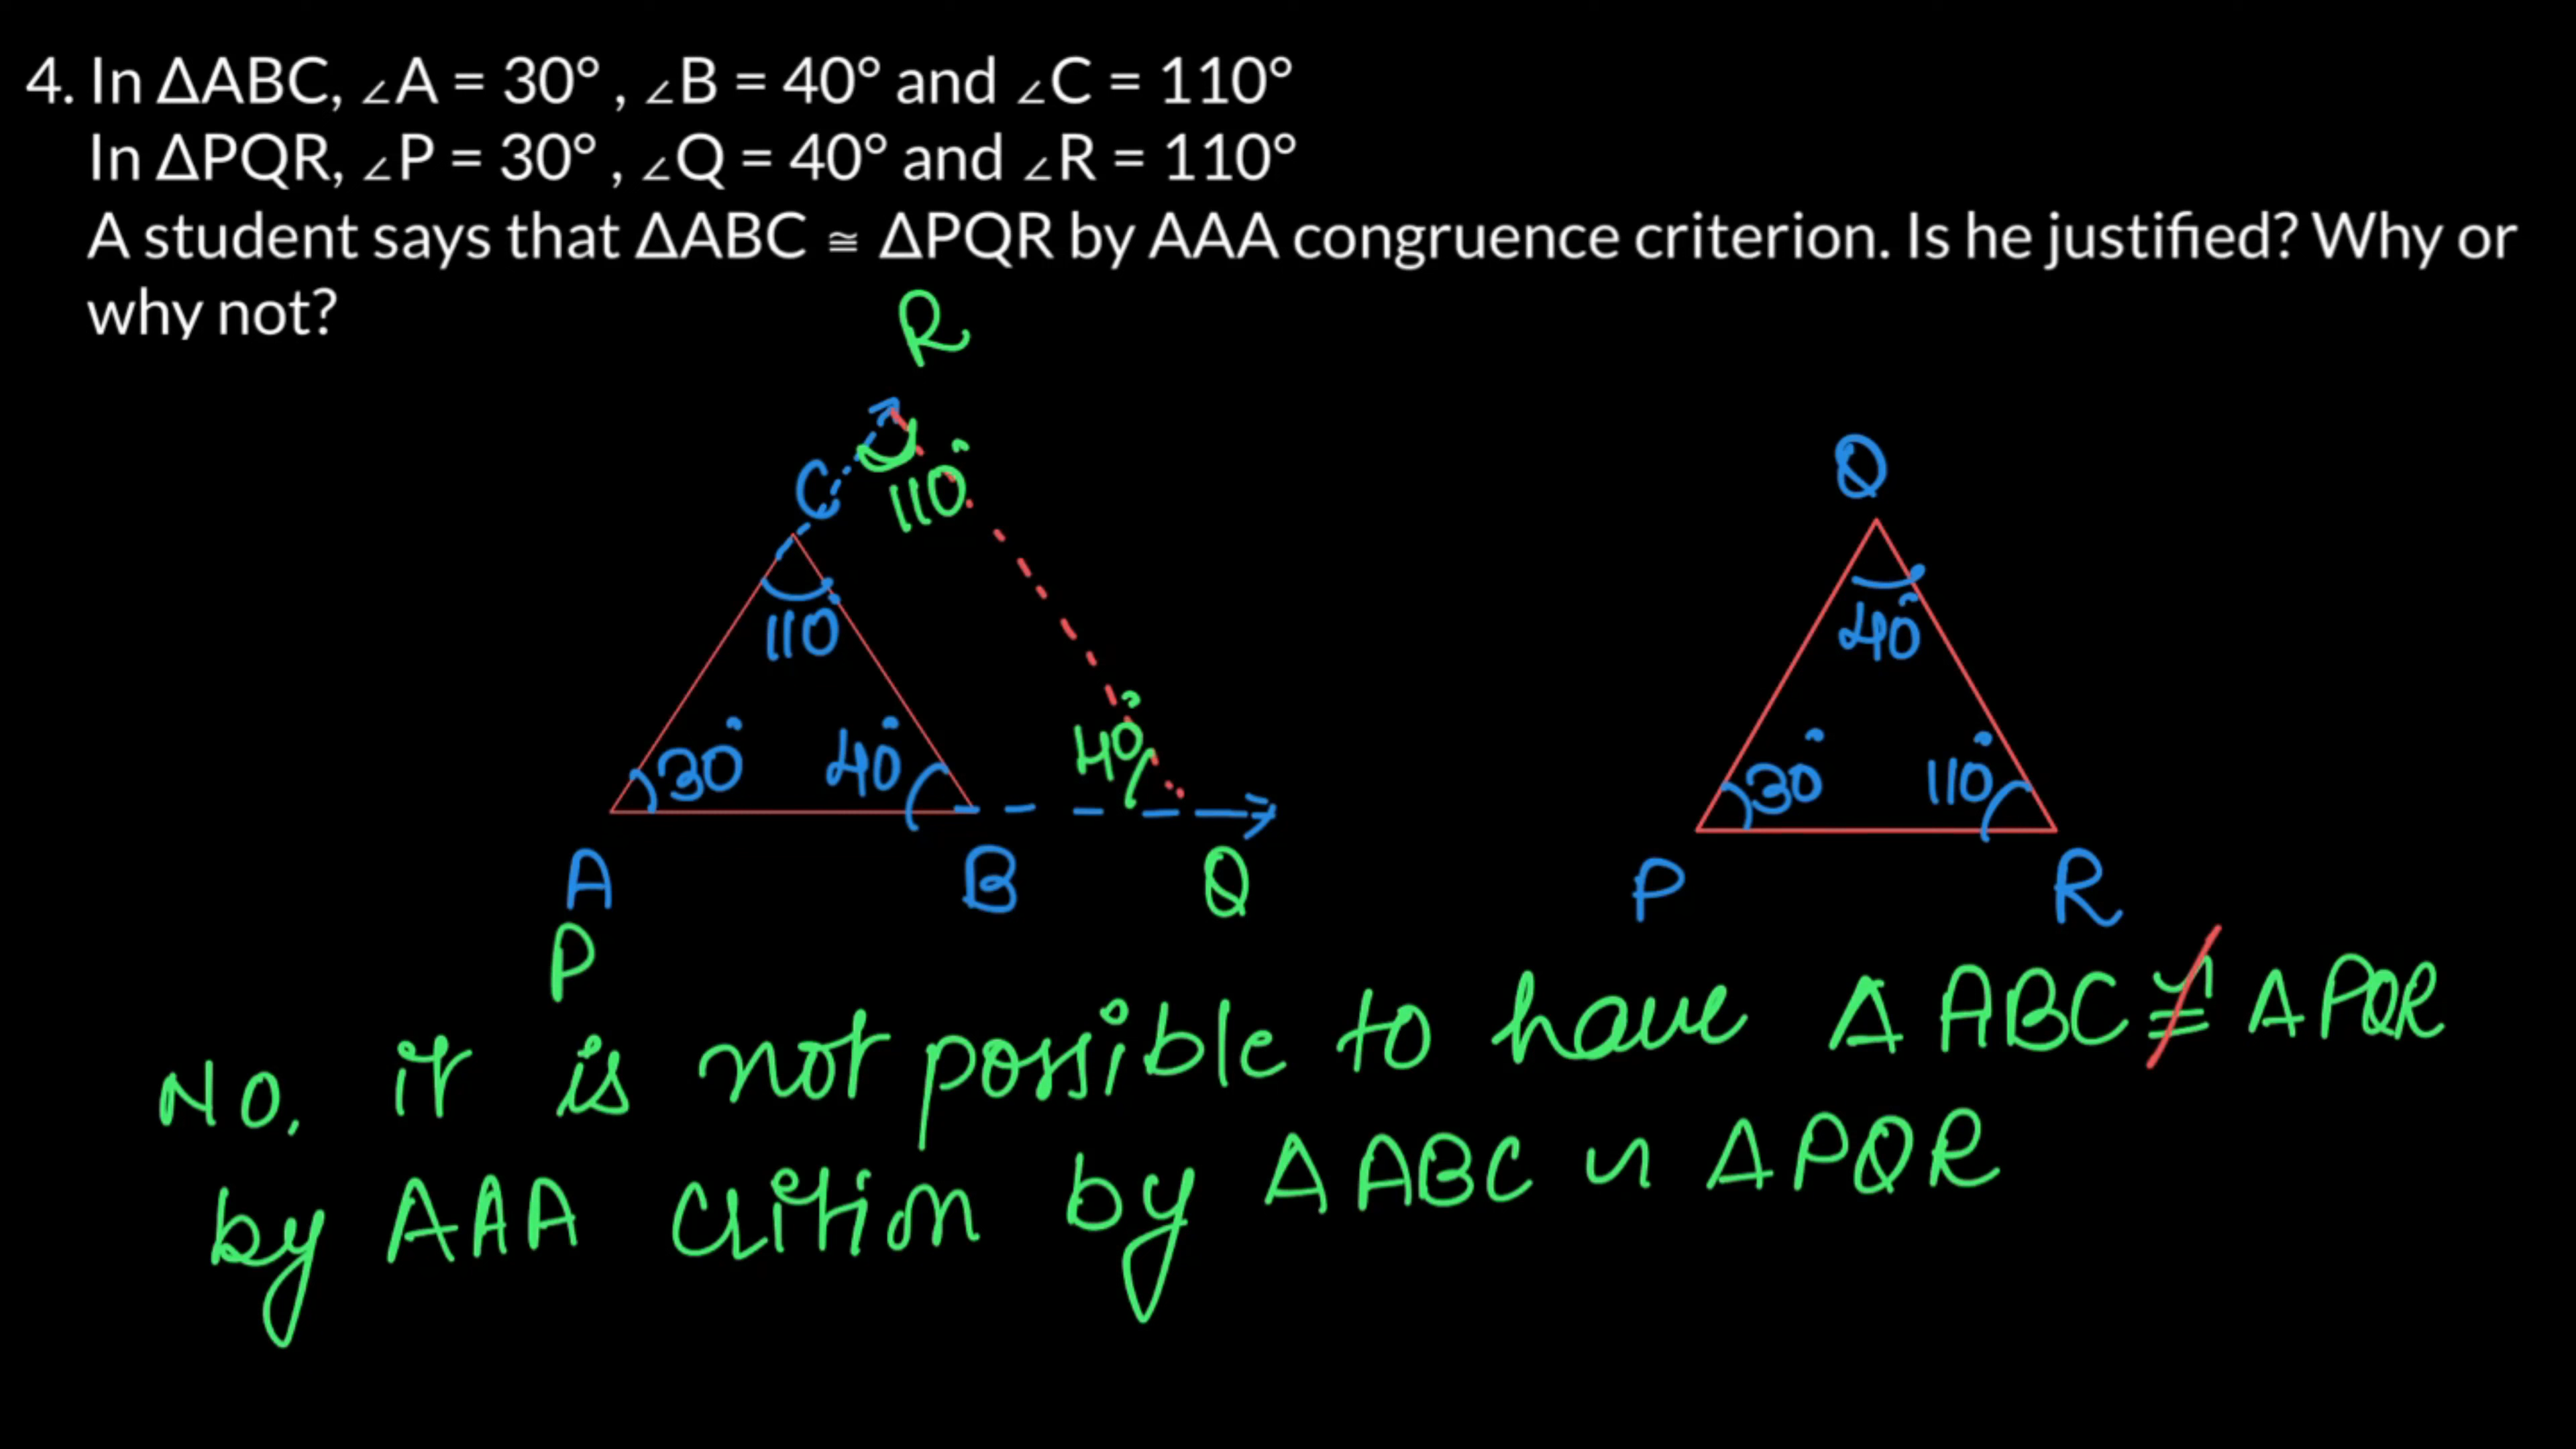 4. In ΔABC, ∠A = 30° , ∠B = 40° and ∠C = 110°
In ΔPQR, ∠P = 30° , ∠Q = 40° and ∠R = 110°
A student says that ΔABC ≅ ΔPQR by AAA congruence criterion. Is he justified? Why or
why not?
R
C
110°
Q
110
40°
30°
40°
40°
30°
110°
A
B
Q
P
R
P
No, it is not possible to have Δ ABC ≇ Δ PQR
by AAA by Δ ABC ∽ Δ PQR